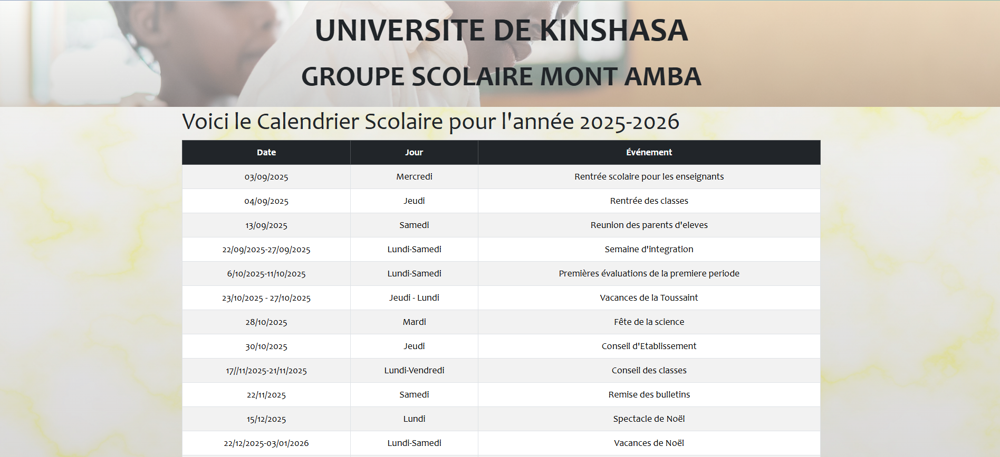 UNIVERSITE DE KINSHASA
GROUPE SCOLAIRE MONT AMBA
Voici le Calendrier Scolaire pour l'année 2025-2026
Date Jour Événement
03/09/2025 Mercredi Rentrée scolaire pour les enseignants
04/09/2025 Jeudi Rentrée des classes
13/09/2025 Samedi Reunion des parents d'eleves
22/09/2025-27/09/2025 Lundi-Samedi Semaine d'integration
6/10/2025-11/10/2025 Lundi-Samedi Premières évaluations de la premiere periode
23/10/2025 - 27/10/2025 Jeudi - Lundi Vacances de la Toussaint
28/10/2025 Mardi Fête de la science
30/10/2025 Jeudi Conseil d'Etablissement
17//11/2025-21/11/2025 Lundi-Vendredi Conseil des classes
22/11/2025 Samedi Remise des bulletins
15/12/2025 Lundi Spectacle de Noël
22/12/2025-03/01/2026 Lundi-Samedi Vacances de Noël